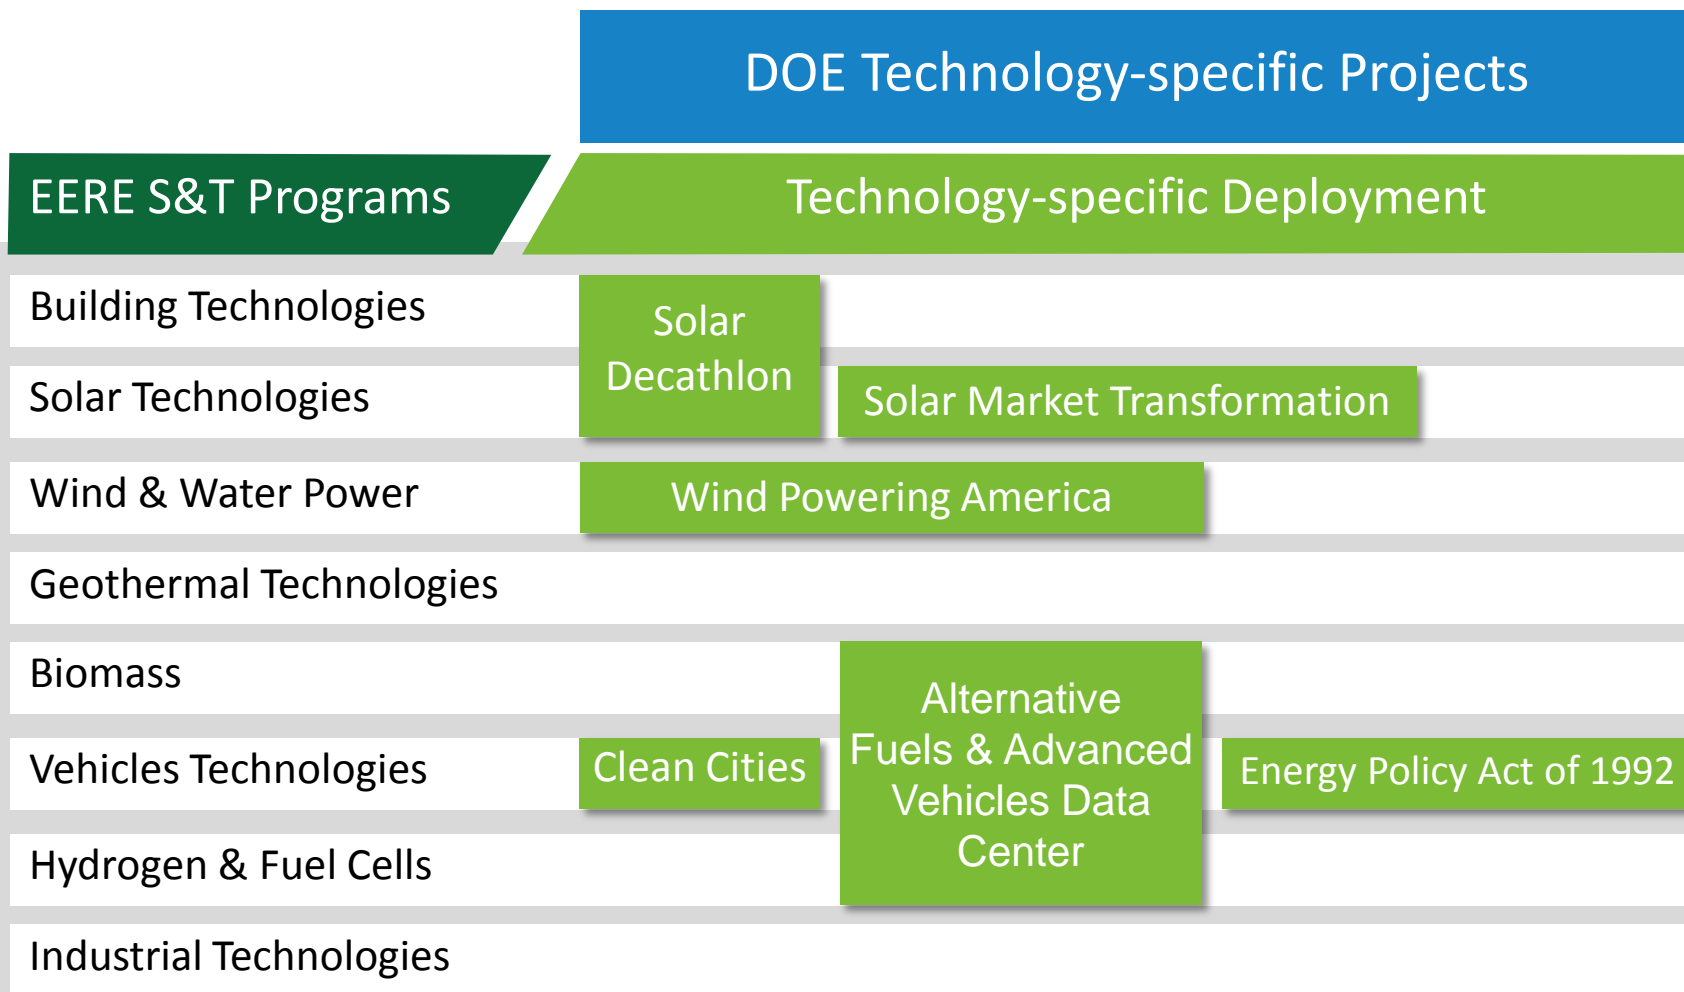 DOE Technology-specific Projects
EERE S&T Programs
Technology-specific Deployment
Building Technologies
Solar
Decathlon
Solar Technologies
Solar Market Transformation
Wind & Water Power
Wind Powering America
Geothermal Technologies
Biomass
Alternative
Fuels & Advanced
Vehicles Data
Center
Vehicles Technologies
Clean Cities
Energy Policy Act of 1992
Hydrogen & Fuel Cells
Industrial Technologies